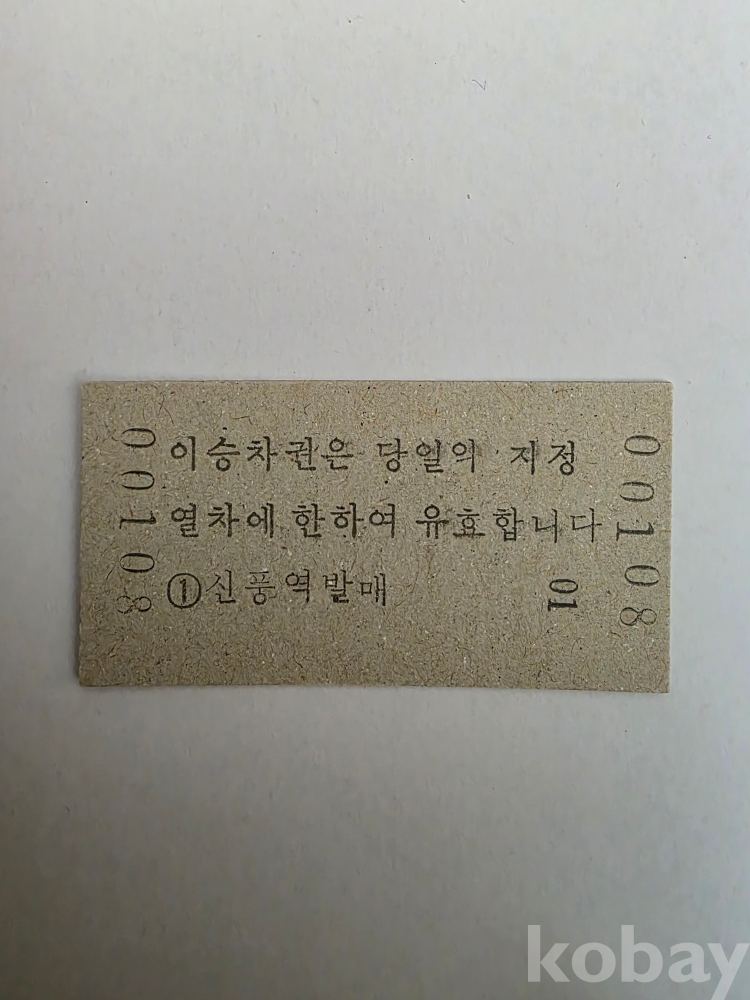 00108
이승차권은 당일의 지정
열차에 한하여 유효합니다
①신풍역발매 01
00108
kobay